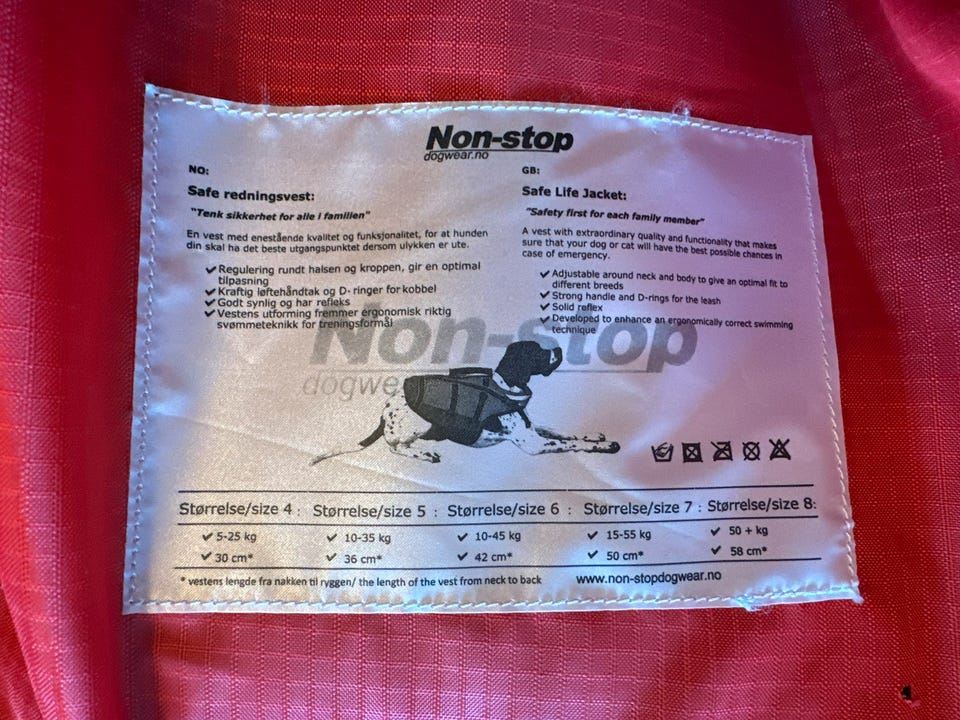 Non-stop
dogwear.no
NO:
Safe redningsvest:
"Tenk sikkerhet for alle i familien"
En vest med enestående kvalitet og funksjonalitet, for at hunden
din skal ha det beste utgangspunktet dersom ulykken er ute.
✓Regulering rundt halsen og kroppen, gir en optimal
tilpasning
✓Kraftig løftehåndtak og D- ringer for kobbel
✓Godt synlig og har refleks
✓Vestens utforming fremmer ergonomisk riktig
svømmeteknikk for treningsformål
GB:
Safe Life Jacket:
"Safety first for each family member"
A vest with extraordinary quality and functionality that makes
sure that your dog or cat will have the best possible chances in
case of emergency.
✓Adjustable around neck and body to give an optimal fit to
different breeds
✓Strong handle and D-rings for the leash
✓Solid reflex
✓Developed to enhance an ergonomically correct swimming
technique
Non-stop
dogwe
Størrelse/size 4 : Størrelse/size 5 : Størrelse/size 6 : Størrelse/size 7 : Størrelse/size 8:
✓ 5-25 kg ✓ 10-35 kg ✓ 10-45 kg ✓ 15-55 kg ✓ 50 + kg
✓ 30 cm* ✓ 36 cm* ✓ 42 cm* ✓ 50 cm* ✓ 58 cm*
* vestens lengde fra nakken til ryggen/ the length of the vest from neck to back www.non-stopdogwear.no